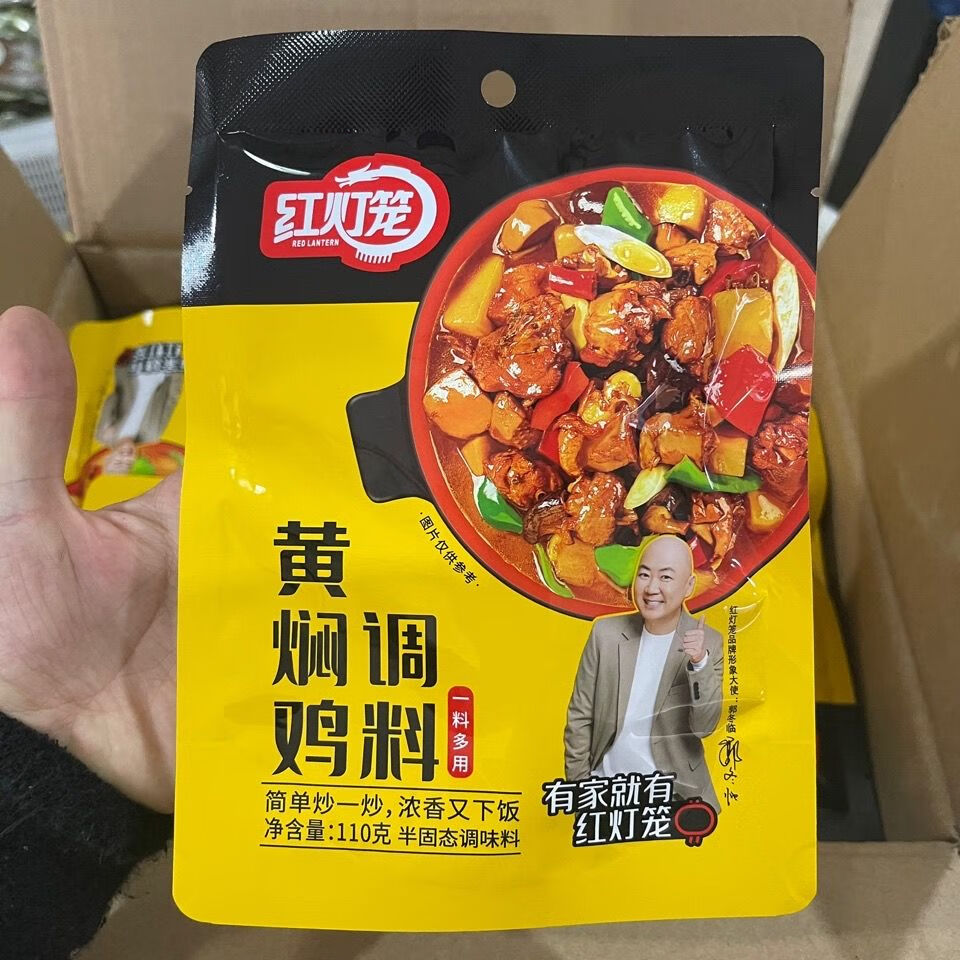 红灯笼
RED LANTERN
·图片仅供参考·
黄焖鸡
调料
一料多用
简单炒一炒，浓香又下饭
净含量：110克 半固态调味料
红灯笼品牌形象大使：郭冬临
有家就有
红灯笼